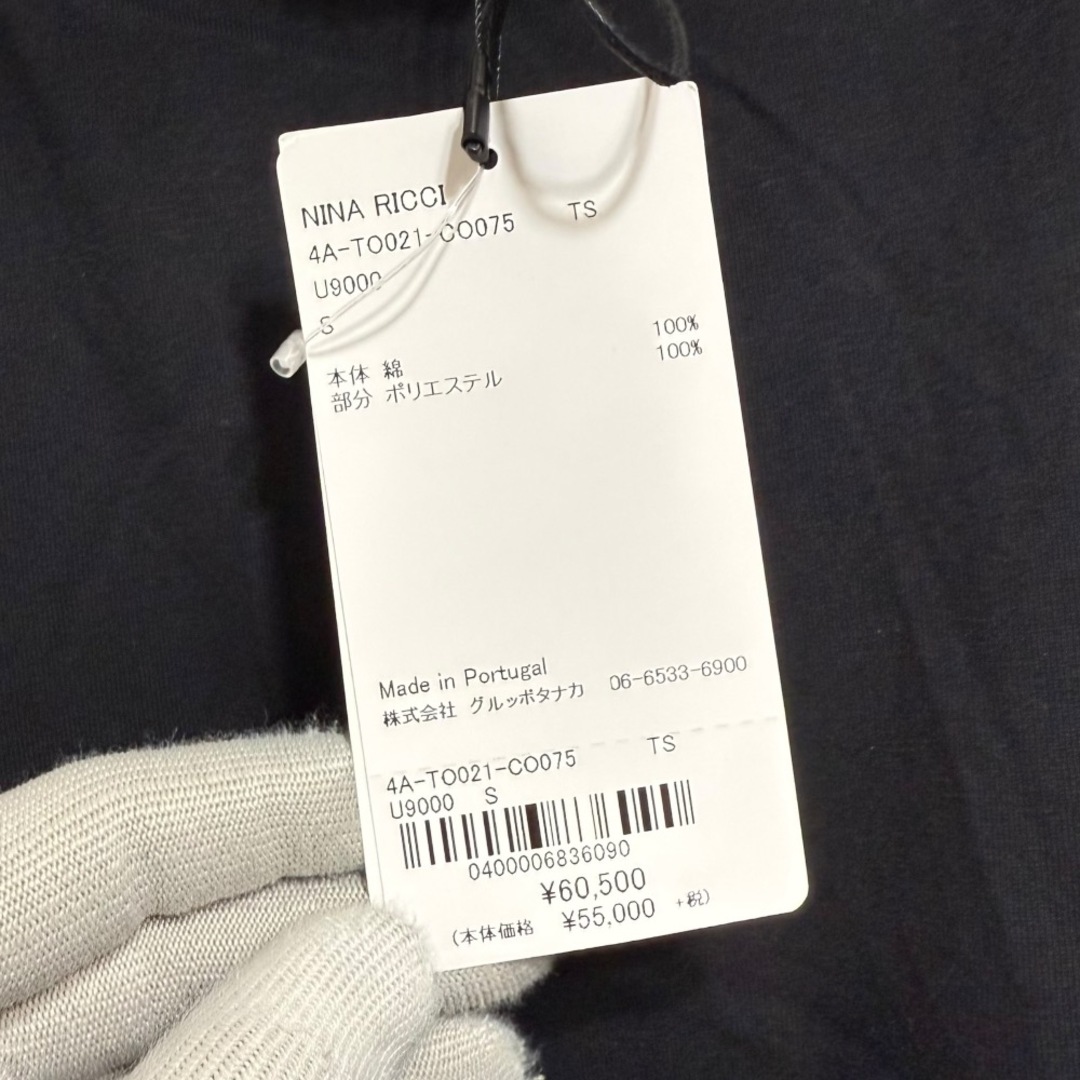 NINA RICCI
4A-TO021-CO075 TS
U9000
S
本体 綿 100%
部分 ポリエステル 100%
Made in Portugal
株式会社 グルッポタナカ 06-6533-6900
4A-TO021-CO075 TS
U9000 S
0400006836090
¥60,500
(本体価格 ¥55,000 +税)